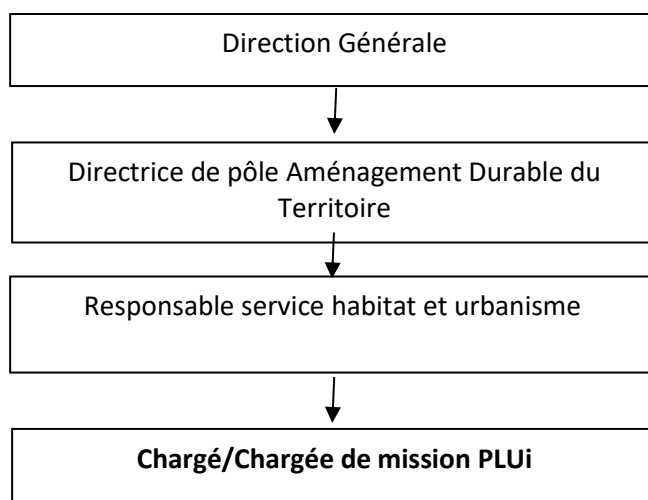 Direction Générale
Directrice de pôle Aménagement Durable du
Territoire
Responsable service habitat et urbanisme
Chargé/Chargée de mission PLUi